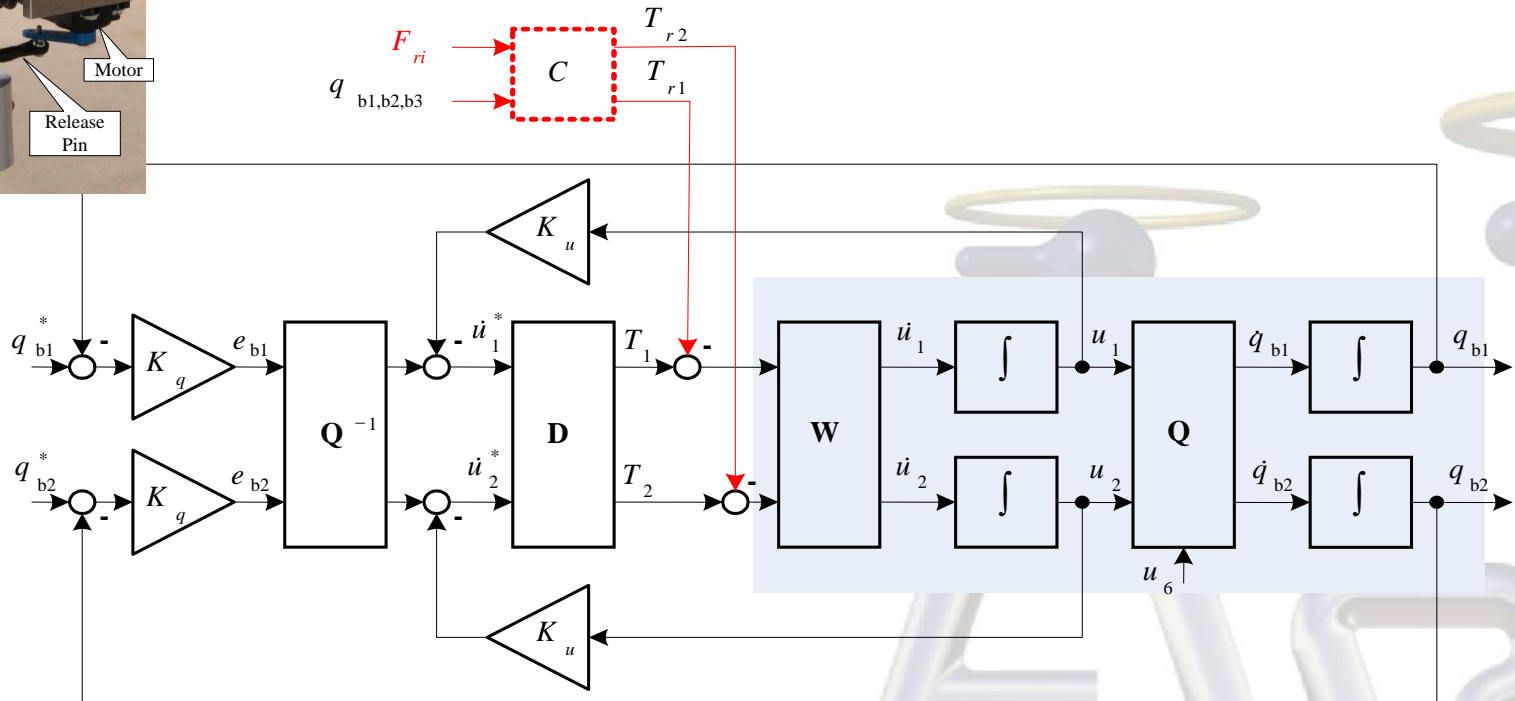 Motor
Release
Pin
F ri
q b1,b2,b3
C
T r2
T r1
K u
q* b1
-
K q
e b1
Q −1
-
u̇* 1
D
T 1
-
W
u̇ 1
∫
u 1
Q
q̇ b1
∫
q b1
q* b2
-
K q
e b2
-
u̇* 2
T 2
-
u̇ 2
∫
u 2
q̇ b2
∫
q b2
u 6
K u